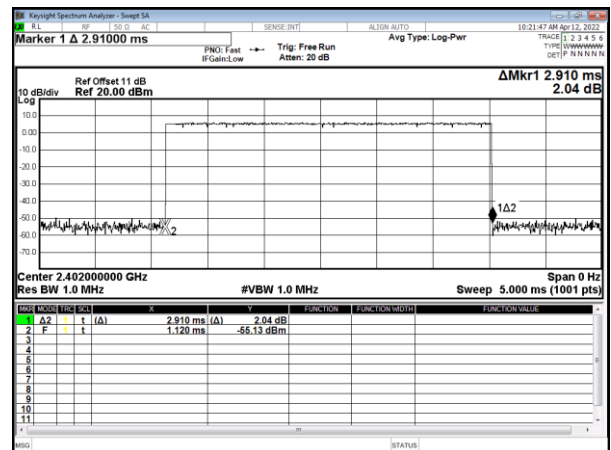 Keysight Spectrum Analyzer - Swept SA
RL RF 50 Ω AC SENSE:INT ALIGN AUTO 10:21:47 AM Apr 12, 2022
Marker 1 Δ 2.91000 ms
PNO: Fast Trig: Free Run Avg Type: Log-Pwr TRACE 1 2 3 4 5 6
IFGain:Low Atten: 20 dB TYPE WWWWWW
DET P N N N N N
ΔMkr1 2.910 ms
2.04 dB
Ref Offset 11 dB
10 dB/div Ref 20.00 dBm
Log
10.0
0.00
-10.0
-20.0
-30.0
-40.0
-50.0
-60.0
-70.0
1Δ2
2
Center 2.402000000 GHz Span 0 Hz
Res BW 1.0 MHz #VBW 1.0 MHz Sweep 5.000 ms (1001 pts)
MKR MODE TRC SCL X Y FUNCTION FUNCTION WIDTH FUNCTION VALUE
1 Δ2 1 t (Δ) 2.910 ms (Δ) 2.04 dB
2 F 1 t 1.120 ms -55.13 dBm
3
4
5
6
7
8
9
10
11
MSG STATUS